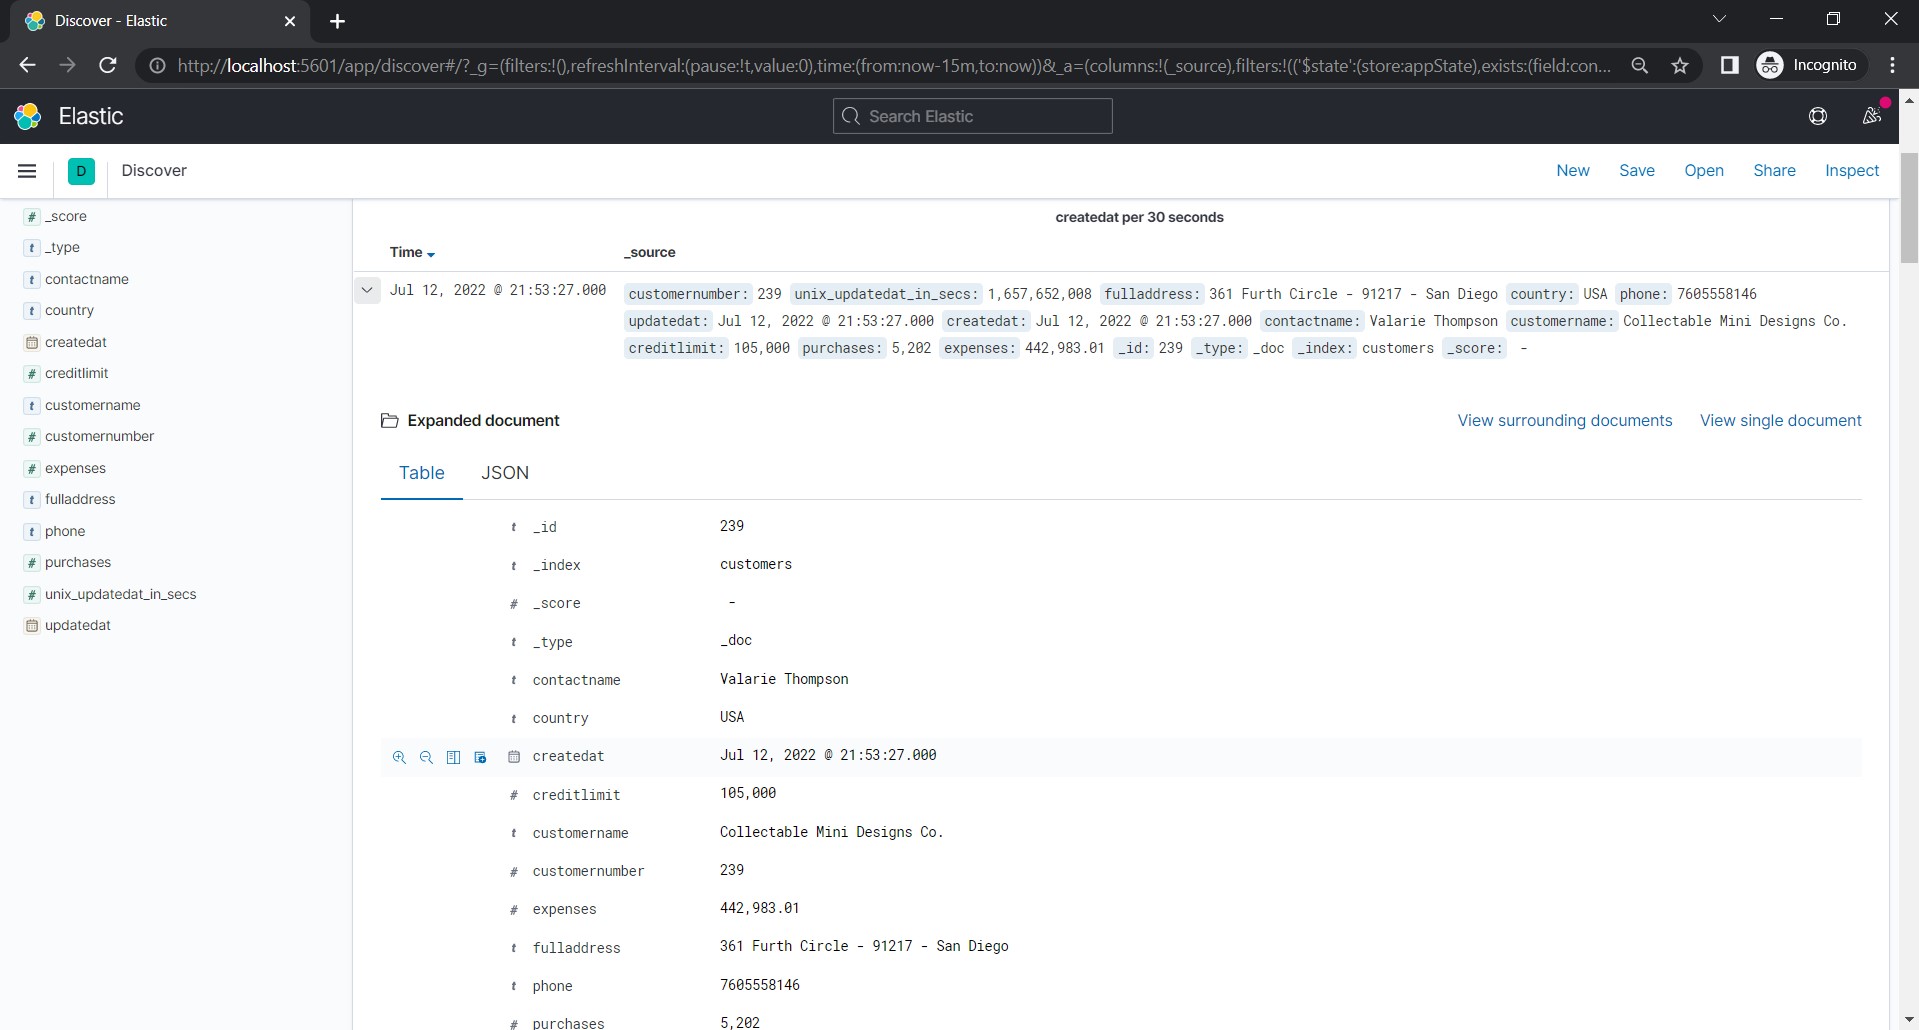 Discover - Elastic
http://localhost:5601/app/discover#/?_g=(filters:!(),refreshInterval:(pause:!t,value:0),time:(from:now-15m,to:now))&_a=(columns:!(_source),filters:!(('$state':(store:appState),exists:(field:con...
Incognito
Elastic
Search Elastic
D
Discover
New
Save
Open
Share
Inspect
# _score
t _type
t contactname
t country
createdat
# creditlimit
t customername
# customernumber
# expenses
t fulladdress
t phone
# purchases
# unix_updatedat_in_secs
updatedat
createdat per 30 seconds
Time _source
Jul 12, 2022 @ 21:53:27.000
customernumber: 239 unix_updatedat_in_secs: 1,657,652,008 fulladdress: 361 Furth Circle - 91217 - San Diego country: USA phone: 7605558146
updatedat: Jul 12, 2022 @ 21:53:27.000 createdat: Jul 12, 2022 @ 21:53:27.000 contactname: Valarie Thompson customername: Collectable Mini Designs Co.
creditlimit: 105,000 purchases: 5,202 expenses: 442,983.01 _id: 239 _type: _doc _index: customers _score: -
Expanded document
View surrounding documents
View single document
Table
JSON
t _id 239
t _index customers
# _score -
t _type _doc
t contactname Valarie Thompson
t country USA
createdat Jul 12, 2022 @ 21:53:27.000
# creditlimit 105,000
t customername Collectable Mini Designs Co.
# customernumber 239
# expenses 442,983.01
t fulladdress 361 Furth Circle - 91217 - San Diego
t phone 7605558146
# purchases 5,202